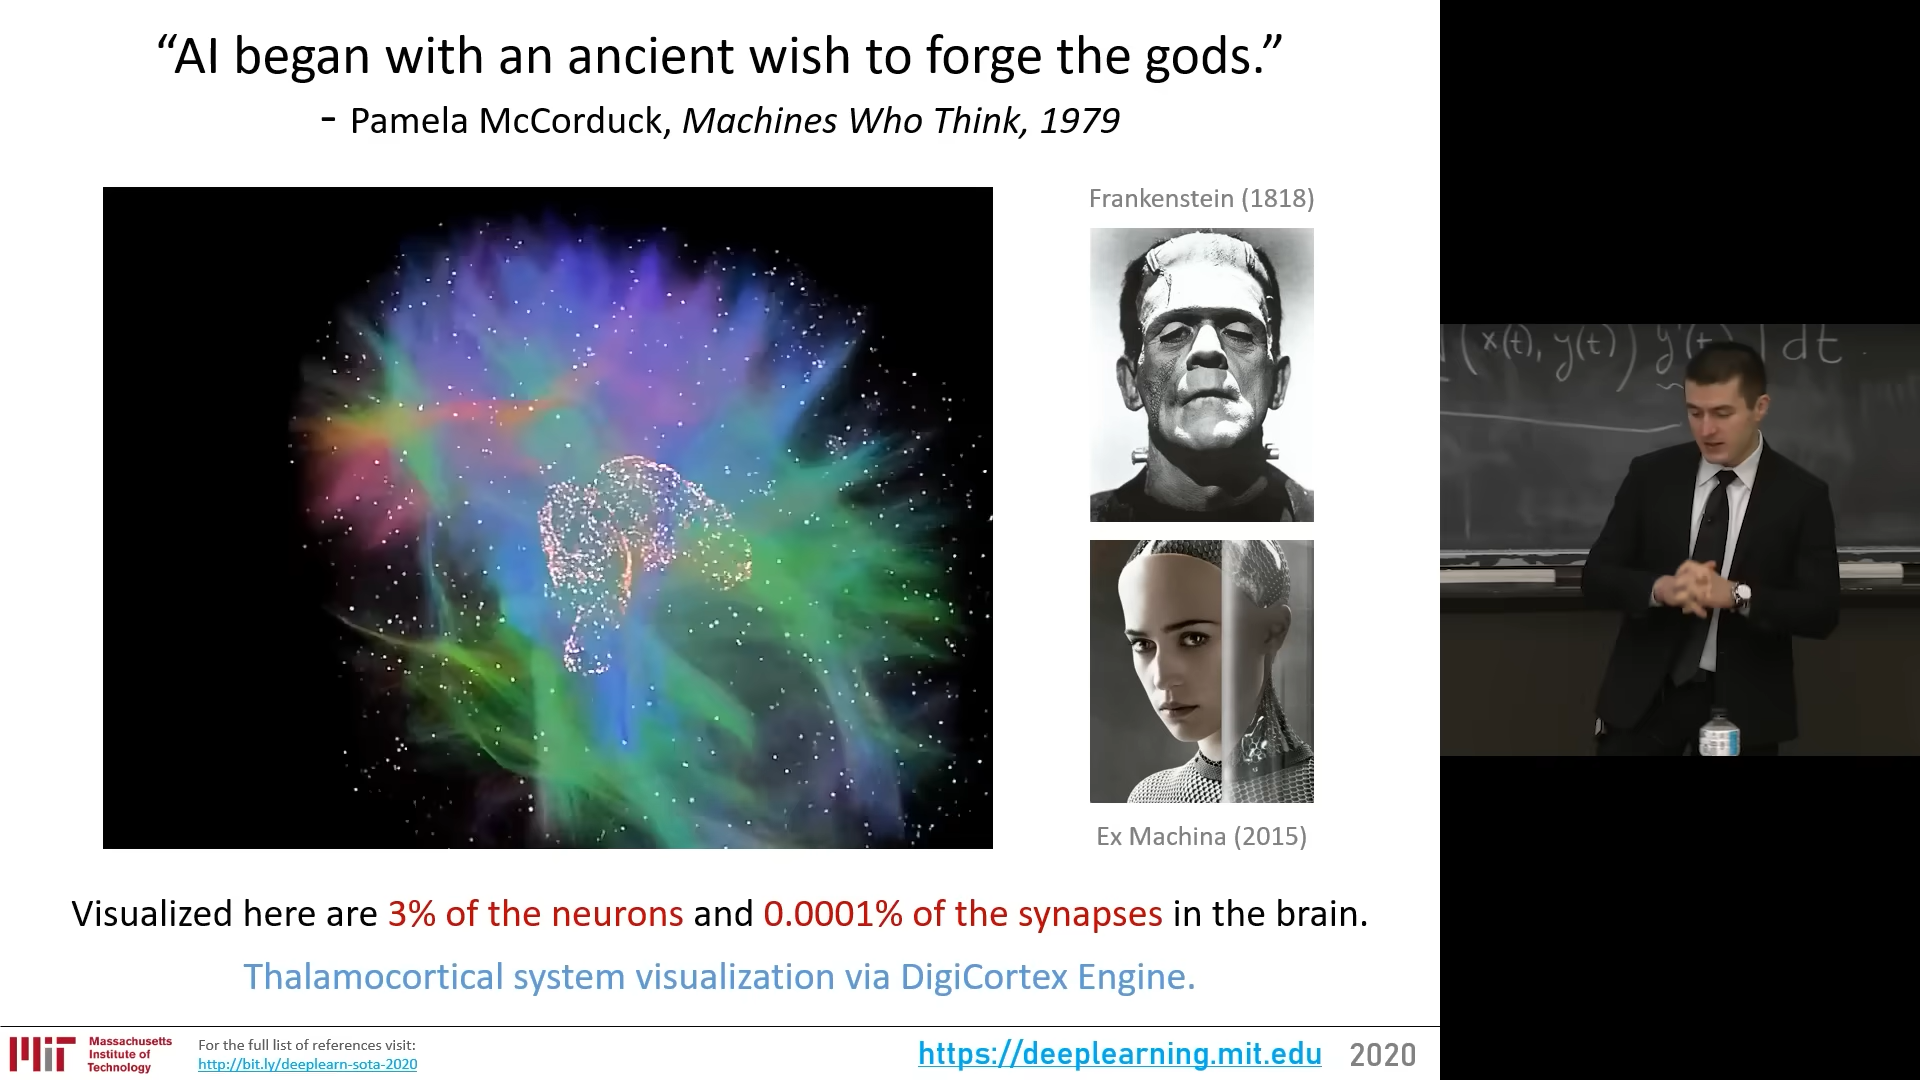 “AI began with an ancient wish to forge the gods.”
- Pamela McCorduck, Machines Who Think, 1979
Frankenstein (1818)
Ex Machina (2015)
Visualized here are 3% of the neurons and 0.0001% of the synapses in the brain.
Thalamocortical system visualization via DigiCortex Engine.
Massachusetts
Institute of
Technology
For the full list of references visit:
http://bit.ly/deeplearn-sota-2020
https://deeplearning.mit.edu 2020
(x(t), y(t)) y'(t) dt